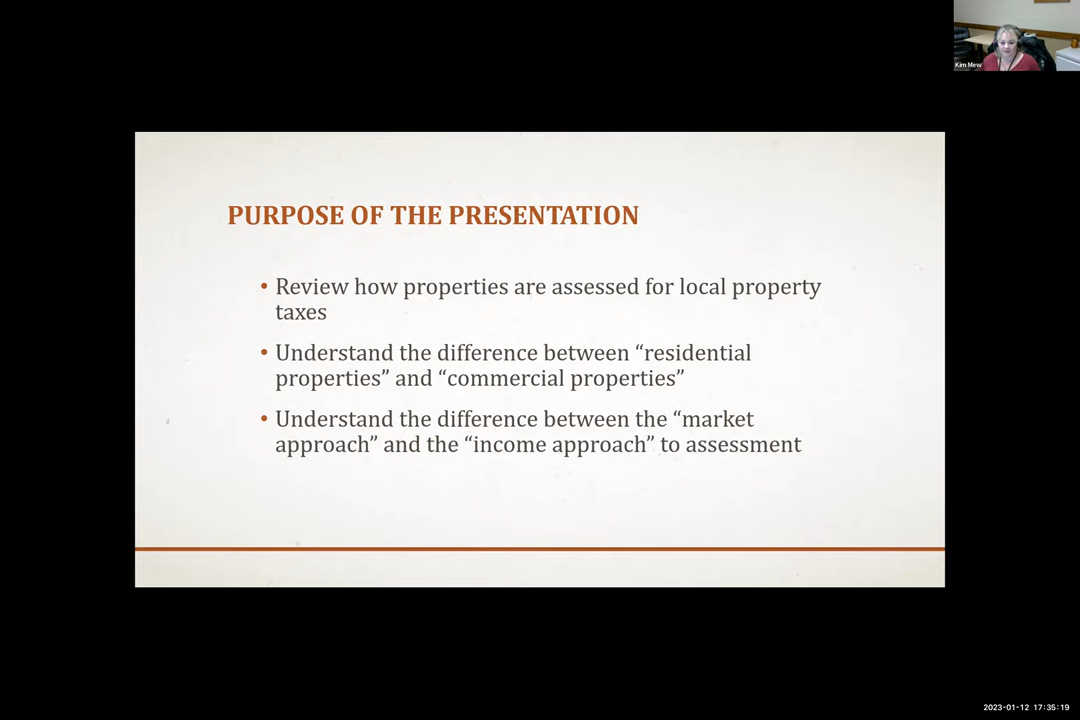 Kim Mew
PURPOSE OF THE PRESENTATION
• Review how properties are assessed for local property
taxes
• Understand the difference between “residential
properties” and “commercial properties”
• Understand the difference between the “market
approach” and the “income approach” to assessment
2023-01-12 17:35:19